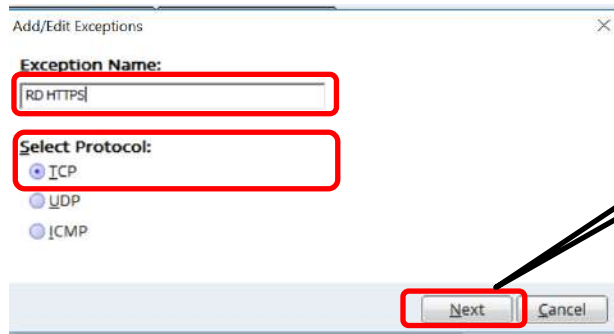 Add/Edit Exceptions
Exception Name:
RD HTTPS
Select Protocol:
TCP
UDP
ICMP
Next Cancel